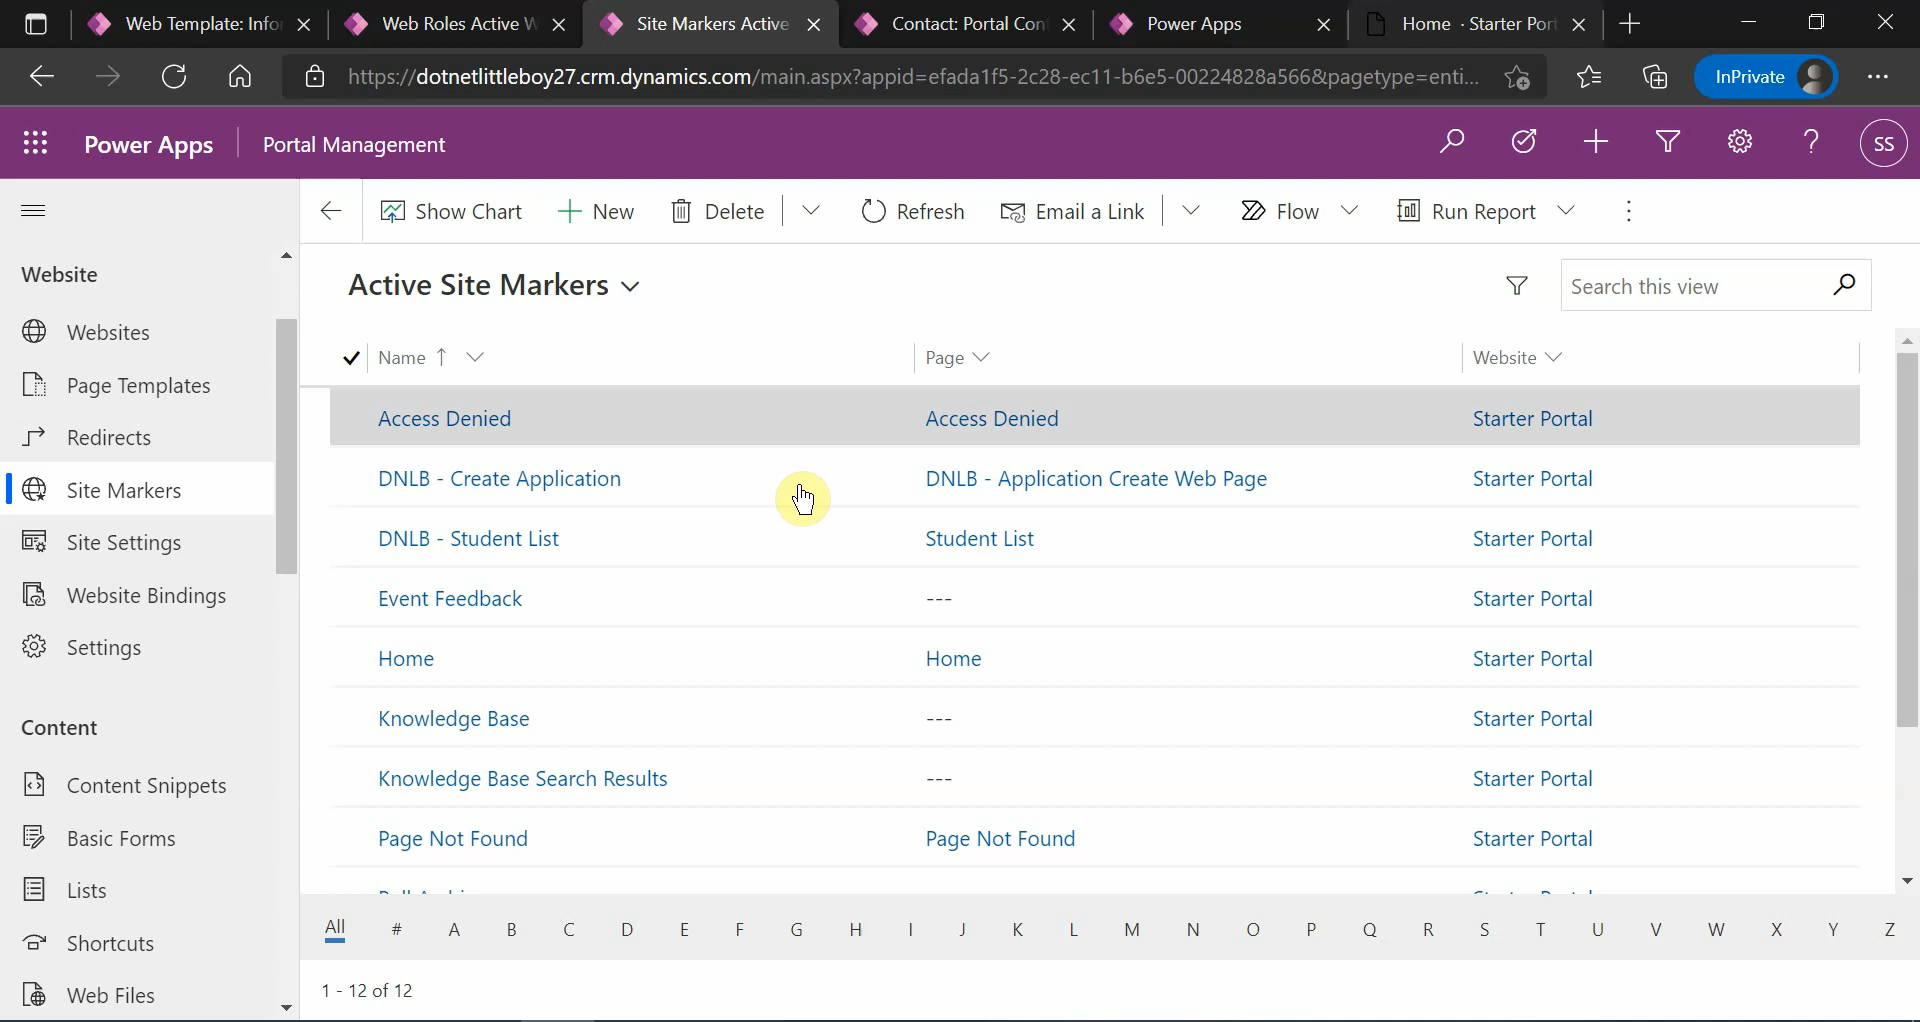 Web Template: Info
Web Roles Active W
Site Markers Active
Contact: Portal Con
Power Apps
Home · Starter Port
https://dotnetlittleboy27.crm.dynamics.com/main.aspx?appid=efada1f5-2c28-ec11-b6e5-00224828a566&pagetype=enti...
InPrivate
Power Apps
Portal Management
SS
Show Chart
New
Delete
Refresh
Email a Link
Flow
Run Report
Website
Websites
Page Templates
Redirects
Site Markers
Site Settings
Website Bindings
Settings
Content
Content Snippets
Basic Forms
Lists
Shortcuts
Web Files
Active Site Markers
Search this view
Name Page Website
Access Denied Access Denied Starter Portal
DNLB - Create Application DNLB - Application Create Web Page Starter Portal
DNLB - Student List Student List Starter Portal
Event Feedback --- Starter Portal
Home Home Starter Portal
Knowledge Base --- Starter Portal
Knowledge Base Search Results --- Starter Portal
Page Not Found Page Not Found Starter Portal
All # A B C D E F G H I J K L M N O P Q R S T U V W X Y Z
1 - 12 of 12